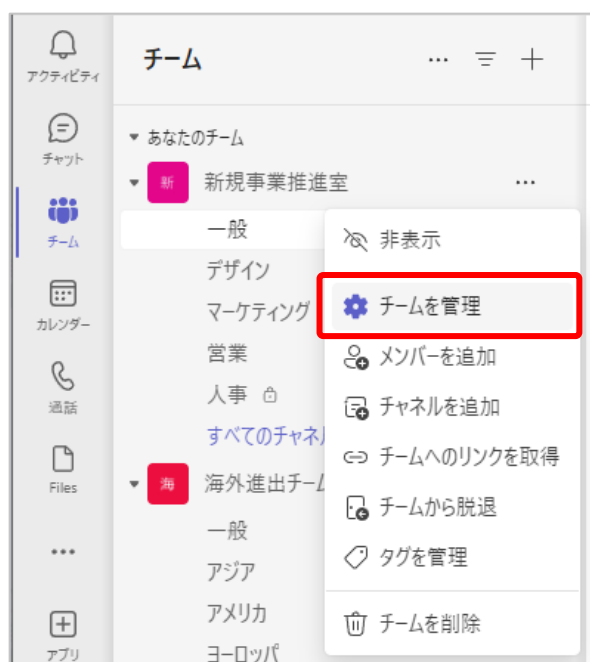 アクティビティ
チャット
チーム
カレンダー
通話
Files
アプリ
チーム
あなたのチーム
新 新規事業推進室
一般
デザイン
マーケティング
営業
人事
すべてのチャネル
海 海外進出チーム
一般
アジア
アメリカ
ヨーロッパ
非表示
チームを管理
メンバーを追加
チャネルを追加
チームへのリンクを取得
チームから脱退
タグを管理
チームを削除